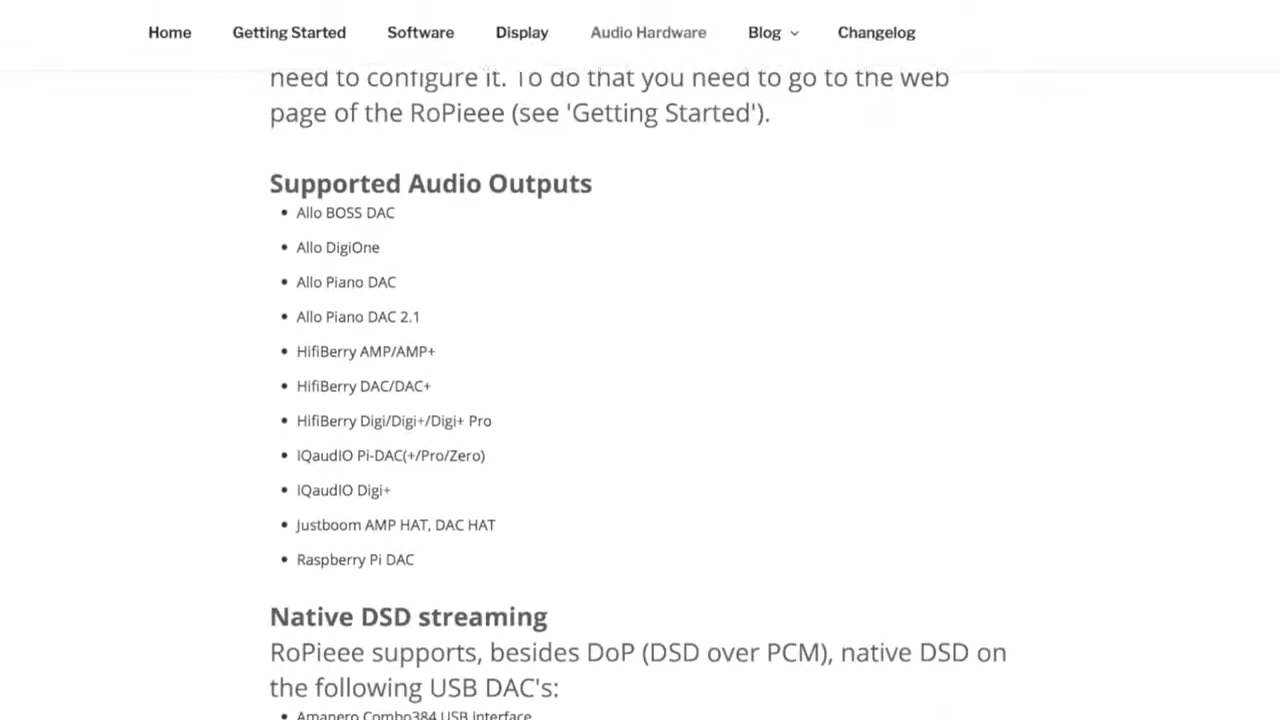 Home Getting Started Software Display Audio Hardware Blog Changelog
need to configure it. To do that you need to go to the web
page of the RoPieee (see 'Getting Started').
Supported Audio Outputs
• Allo BOSS DAC
• Allo DigiOne
• Allo Piano DAC
• Allo Piano DAC 2.1
• HifiBerry AMP/AMP+
• HifiBerry DAC/DAC+
• HifiBerry Digi/Digi+/Digi+ Pro
• IQaudIO Pi-DAC(+/Pro/Zero)
• IQaudIO Digi+
• Justboom AMP HAT, DAC HAT
• Raspberry Pi DAC
Native DSD streaming
RoPieee supports, besides DoP (DSD over PCM), native DSD on
the following USB DAC's:
• Amanero Combo384 USB interface